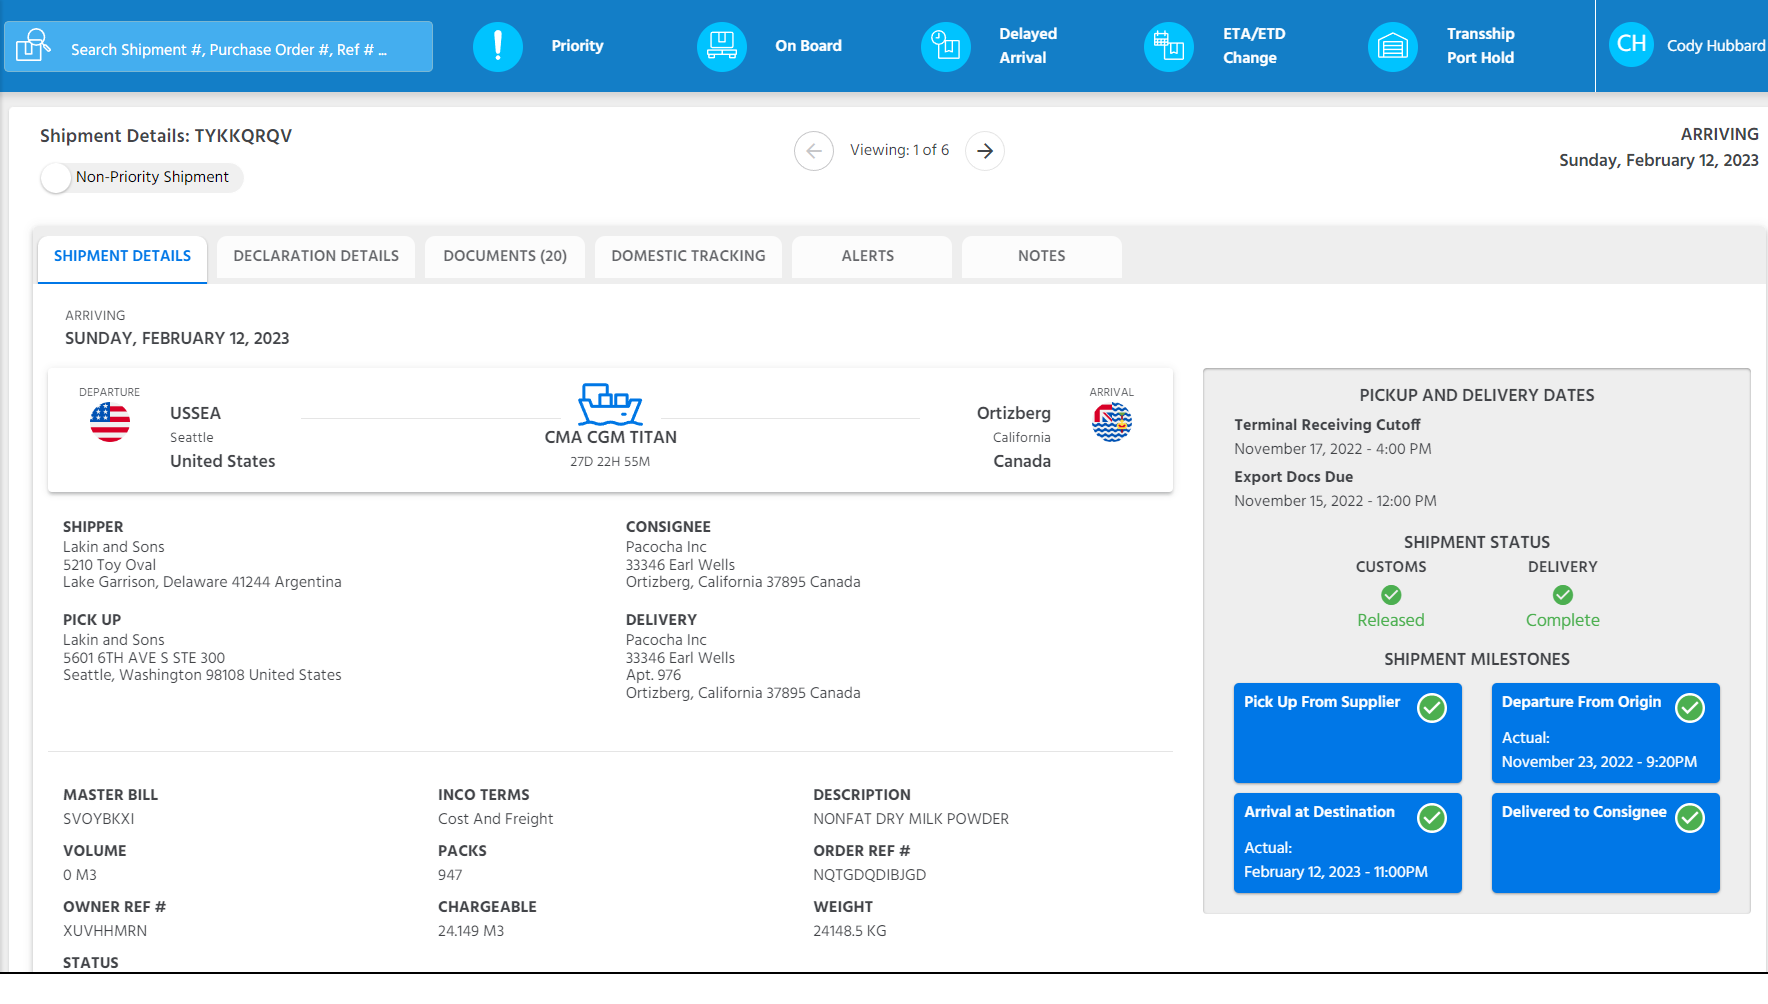 Search Shipment #, Purchase Order #, Ref # ...
Priority
On Board
Delayed
Arrival
ETA/ETD
Change
Transship
Port Hold
CH
Cody Hubbard
Shipment Details: TYKKQRQV
Non-Priority Shipment
Viewing: 1 of 6
ARRIVING
Sunday, February 12, 2023
SHIPMENT DETAILS
DECLARATION DETAILS
DOCUMENTS (20)
DOMESTIC TRACKING
ALERTS
NOTES
ARRIVING
SUNDAY, FEBRUARY 12, 2023
DEPARTURE
USSEA
Seattle
United States
CMA CGM TITAN
27D 22H 55M
Ortizberg
California
Canada
ARRIVAL
SHIPPER
Lakin and Sons
5210 Toy Oval
Lake Garrison, Delaware 41244 Argentina
CONSIGNEE
Pacocha Inc
33346 Earl Wells
Ortizberg, California 37895 Canada
PICK UP
Lakin and Sons
5601 6TH AVE S STE 300
Seattle, Washington 98108 United States
DELIVERY
Pacocha Inc
33346 Earl Wells
Apt. 976
Ortizberg, California 37895 Canada
MASTER BILL
SVOYBKXI
INCO TERMS
Cost And Freight
DESCRIPTION
NONFAT DRY MILK POWDER
VOLUME
0 M3
PACKS
947
ORDER REF #
NQTGDQDIBJGD
OWNER REF #
XUVHHMRN
CHARGEABLE
24.149 M3
WEIGHT
24148.5 KG
STATUS
PICKUP AND DELIVERY DATES
Terminal Receiving Cutoff
November 17, 2022 - 4:00 PM
Export Docs Due
November 15, 2022 - 12:00 PM
SHIPMENT STATUS
CUSTOMS
Released
DELIVERY
Complete
SHIPMENT MILESTONES
Pick Up From Supplier
Departure From Origin
Actual:
November 23, 2022 - 9:20PM
Arrival at Destination
Actual:
February 12, 2023 - 11:00PM
Delivered to Consignee